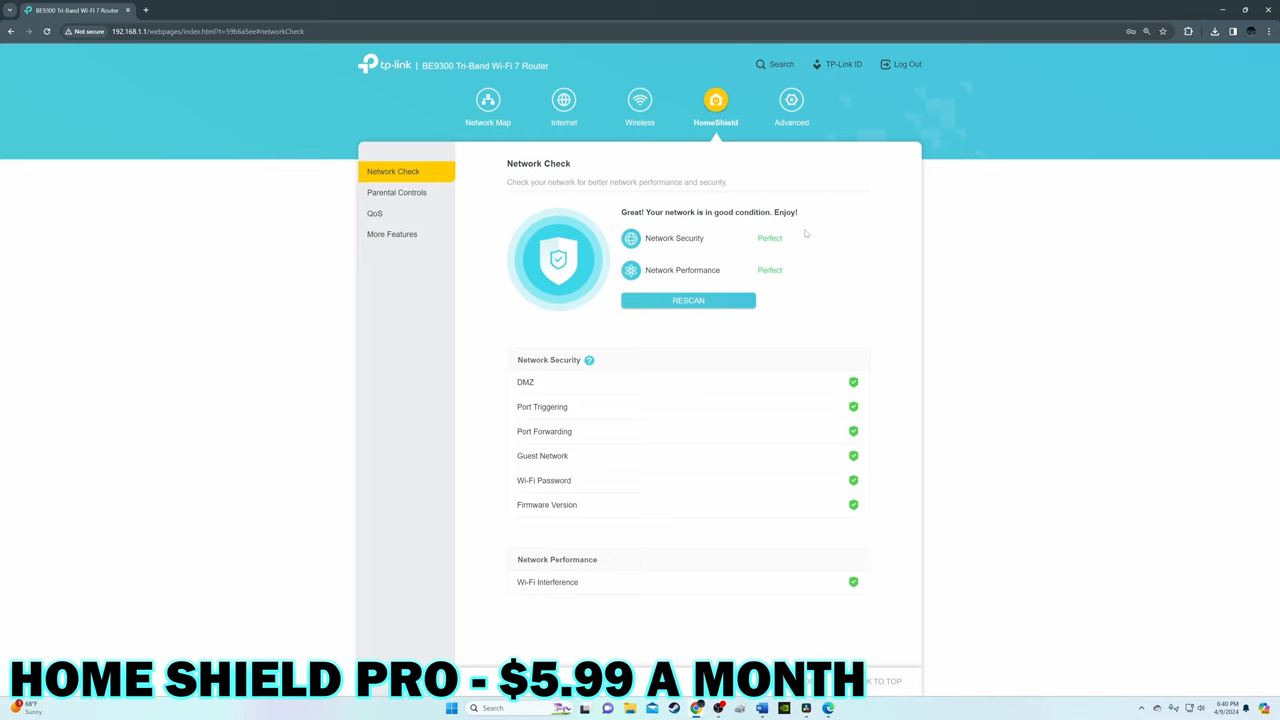 BE9300 Tri-Band Wi-Fi 7 Router
Not secure 192.168.1.1/webpages/index.html?t=59b6a5ee#networkCheck
tp-link | BE9300 Tri-Band Wi-Fi 7 Router
Search TP-Link ID Log Out
Network Map Internet Wireless HomeShield Advanced
Network Check
Parental Controls
QoS
More Features
Network Check
Check your network for better network performance and security.
Great! Your network is in good condition. Enjoy!
Network Security Perfect
Network Performance Perfect
RESCAN
Network Security ?
DMZ
Port Triggering
Port Forwarding
Guest Network
Wi-Fi Password
Firmware Version
Network Performance
Wi-Fi Interference
TO TOP
HOME SHIELD PRO - $5.99 A MONTH
68°F
Sunny
Search
6:40 PM
4/9/2024